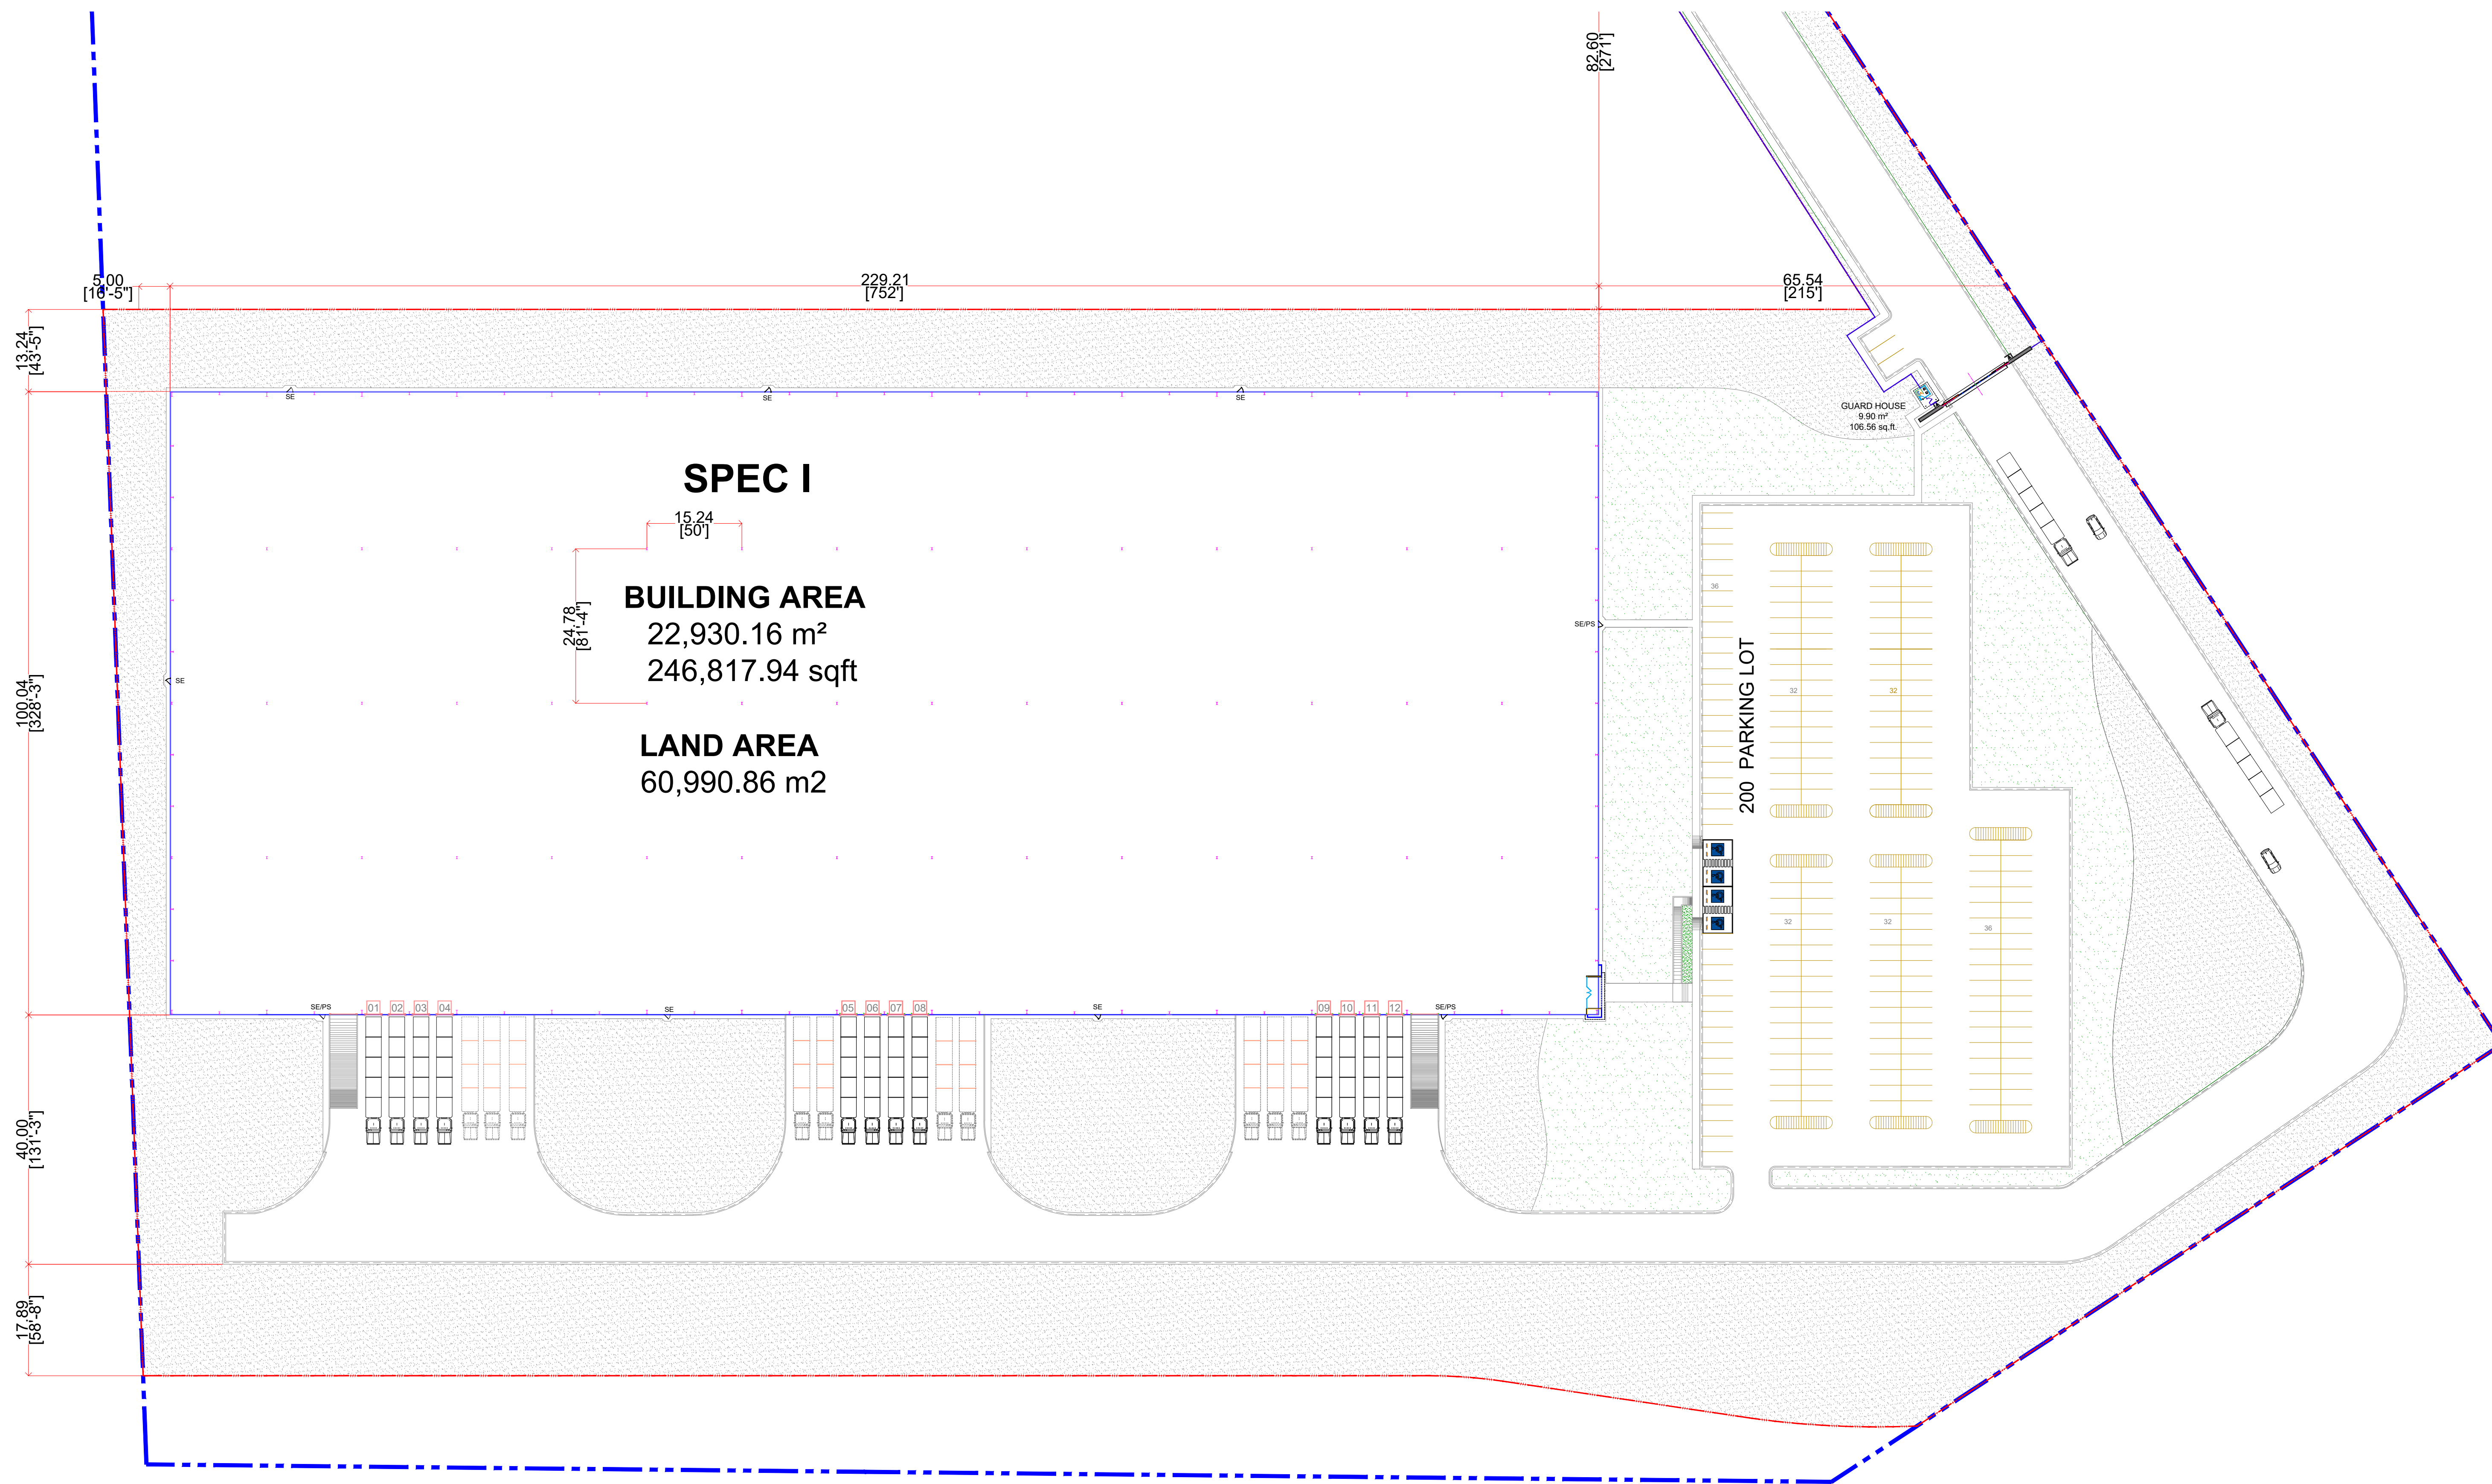 82.60
[271']
5.00
[16'-5"]
229.21
[752']
65.54
[215']
13.24
[43'-5"]
SE
SE
SE
GUARD HOUSE
9.90 m²
106.56 sq.ft.
SPEC I
15.24
[50']
24.78
[81'-4"]
BUILDING AREA
22,930.16 m²
246,817.94 sqft
LAND AREA
60,990.86 m2
36
SE/PS
200 PARKING LOT
32
32
SE
100.04
[328'-3"]
32
32
36
SE/PS
01 02 03 04
SE
05 06 07 08
SE
09 10 11 12
SE/PS
40.00
[131'-3"]
17.89
[58'-8"]